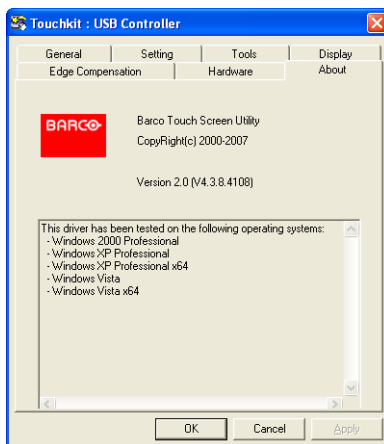 Touchkit : USB Controller
General Setting Tools Display
Edge Compensation Hardware About
BARCO
Barco Touch Screen Utility
CopyRight(c) 2000-2007
Version 2.0 (V4.3.8.4108)
This driver has been tested on the following operating systems:
- Windows 2000 Professional
- Windows XP Professional
- Windows XP Professional x64
- Windows Vista
- Windows Vista x64
OK Cancel Apply